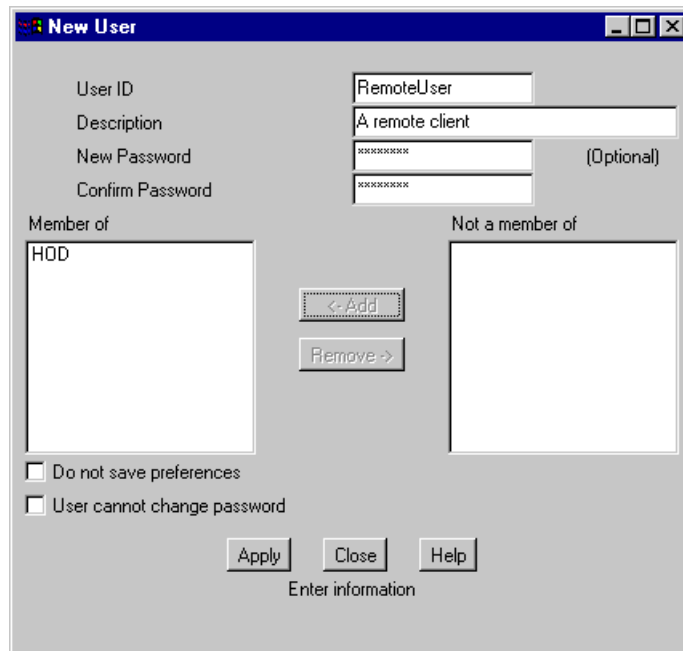 New User
User ID RemoteUser
Description A remote client
New Password ******** (Optional)
Confirm Password ********
Member of Not a member of
HOD
<- Add
Remove ->
Do not save preferences
User cannot change password
Apply Close Help
Enter information